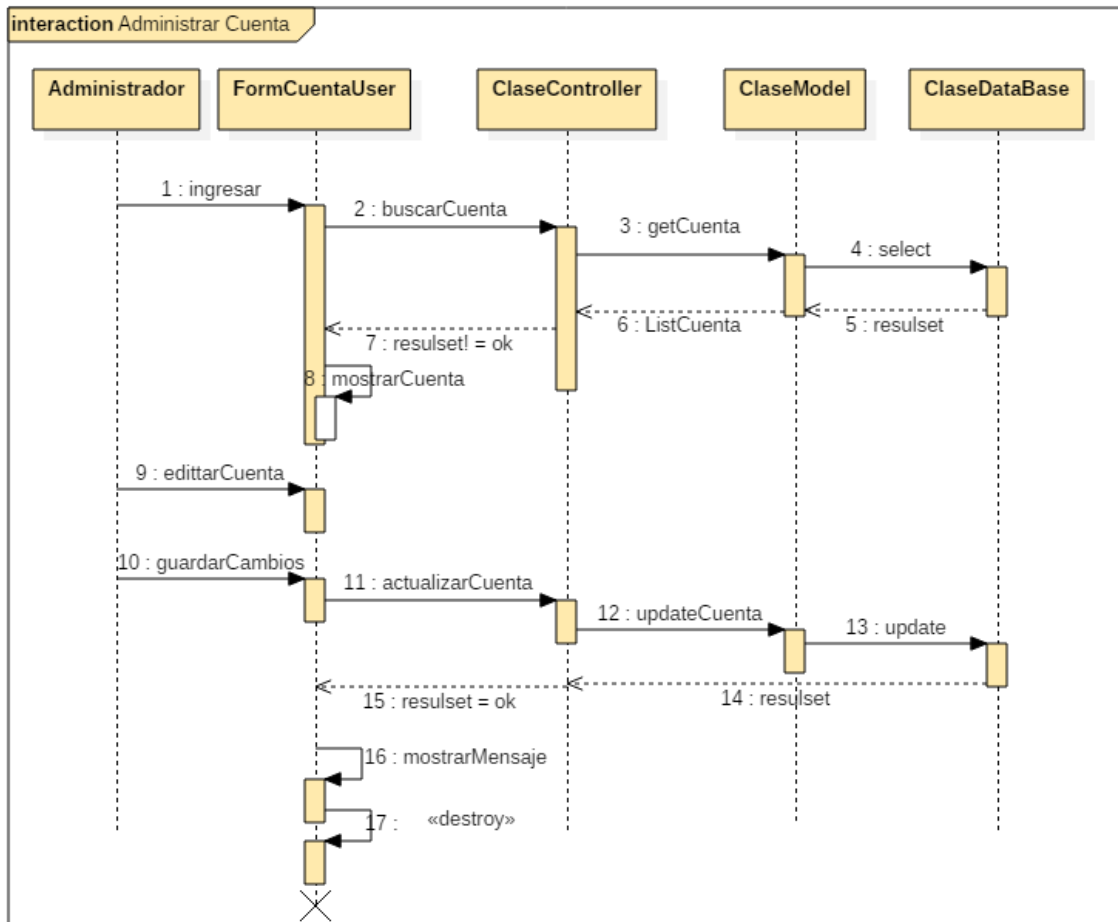 interaction Administrar Cuenta
Administrador FormCuentaUser ClaseController ClaseModel ClaseDataBase
1 : ingresar
2 : buscarCuenta
3 : getCuenta
4 : select
5 : resulset
6 : ListCuenta
7 : resulset! = ok
8 : mostrarCuenta
9 : edittarCuenta
10 : guardarCambios
11 : actualizarCuenta
12 : updateCuenta
13 : update
14 : resulset
15 : resulset = ok
16 : mostrarMensaje
17 : «destroy»